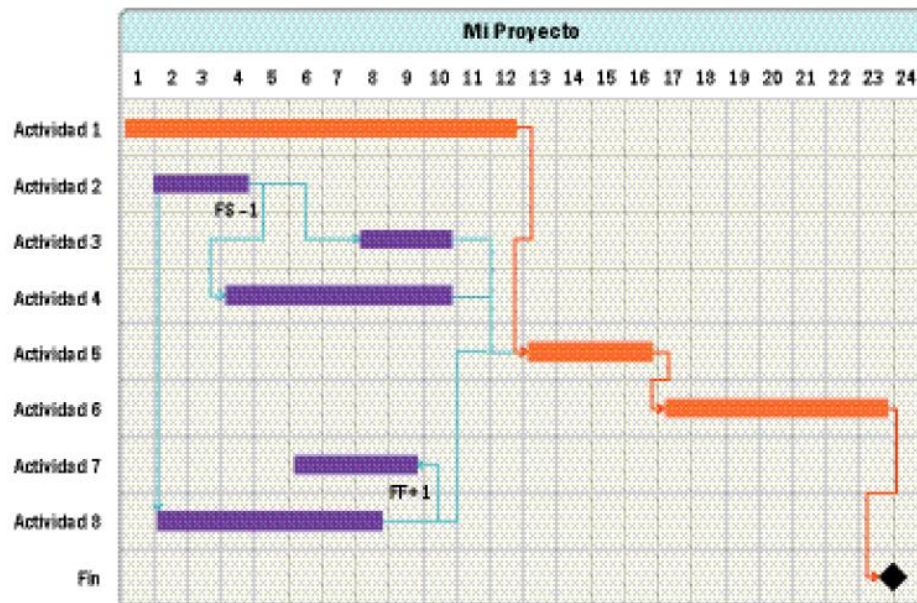 Mi Proyecto
1 2 3 4 5 6 7 8 9 10 11 12 13 14 15 16 17 18 19 20 21 22 23 24
Actividad 1
Actividad 2
FS -1
Actividad 3
Actividad 4
Actividad 5
Actividad 6
Actividad 7
FF+ 1
Actividad 8
Fin